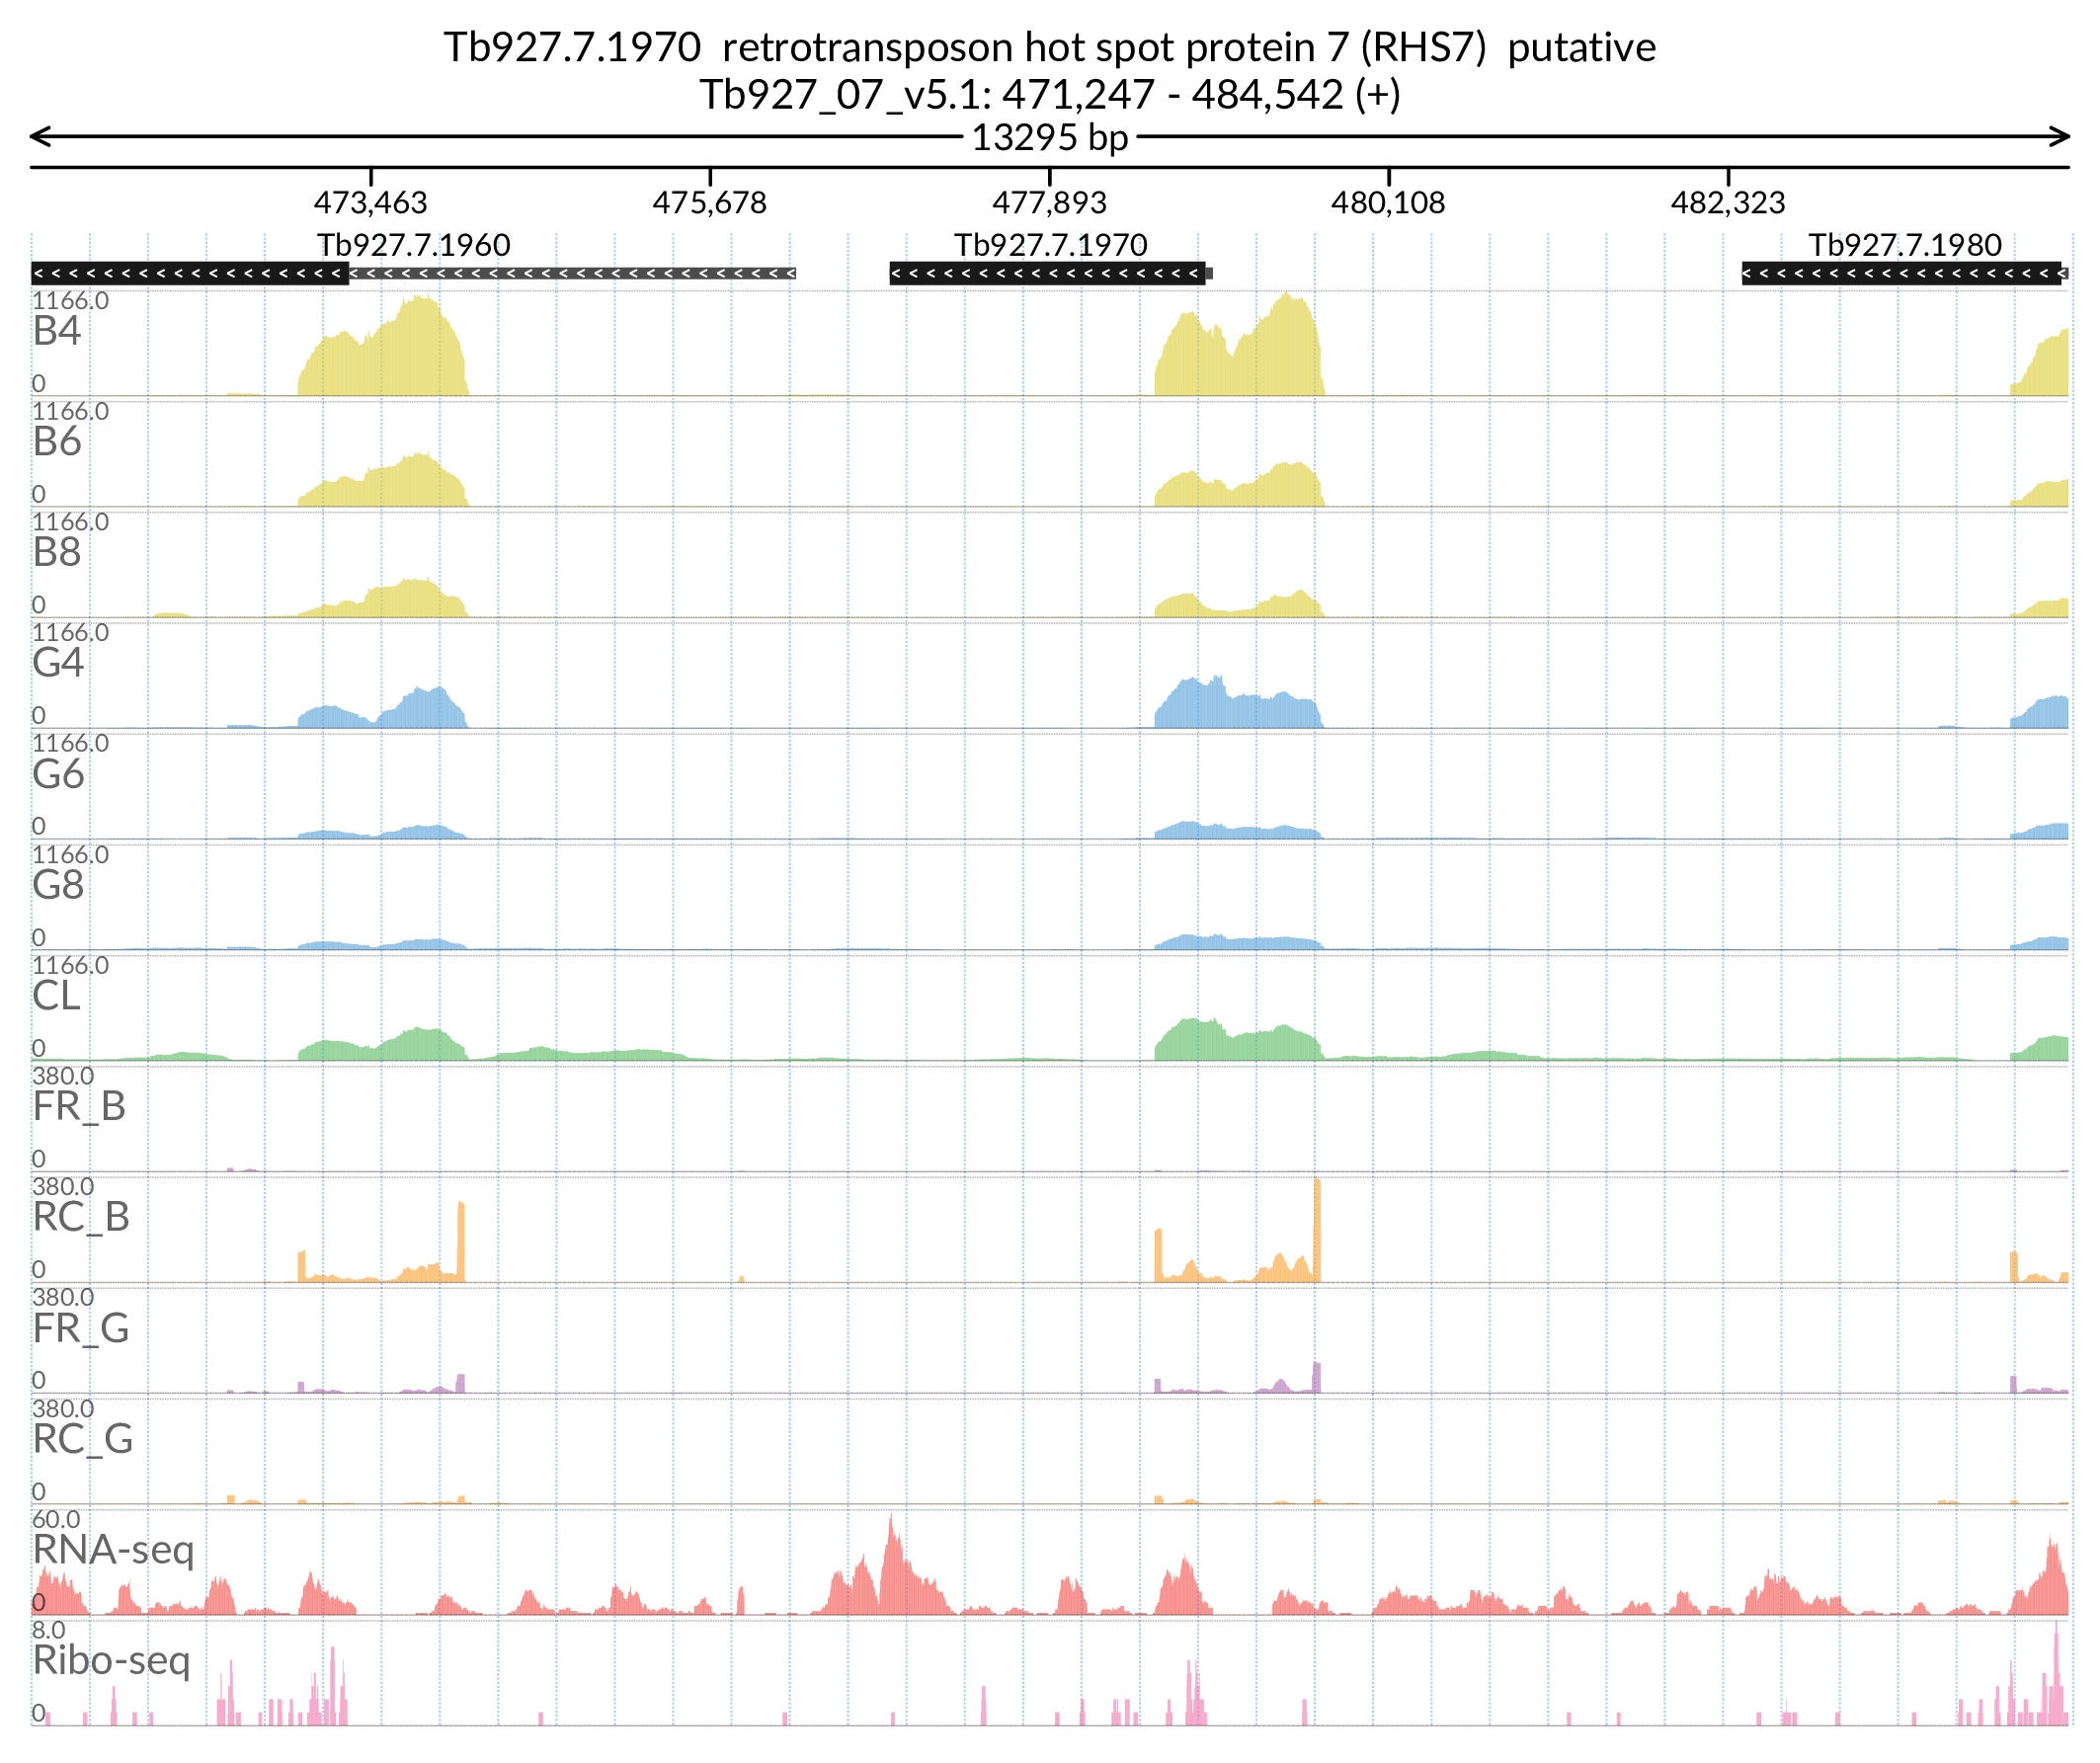 Tb927.7.1970 retrotransposon hot spot protein 7 (RHS7) putative
Tb927_07_v5.1: 471,247 - 484,542 (+)
13295 bp
473,463 475,678 477,893 480,108 482,323
Tb927.7.1960 Tb927.7.1970 Tb927.7.1980
1166.0
B4
0
1166.0
B6
0
1166.0
B8
0
1166.0
G4
0
1166.0
G6
0
1166.0
G8
0
1166.0
CL
0
380.0
FR_B
0
380.0
RC_B
0
380.0
FR_G
0
380.0
RC_G
0
60.0
RNA-seq
0
8.0
Ribo-seq
0